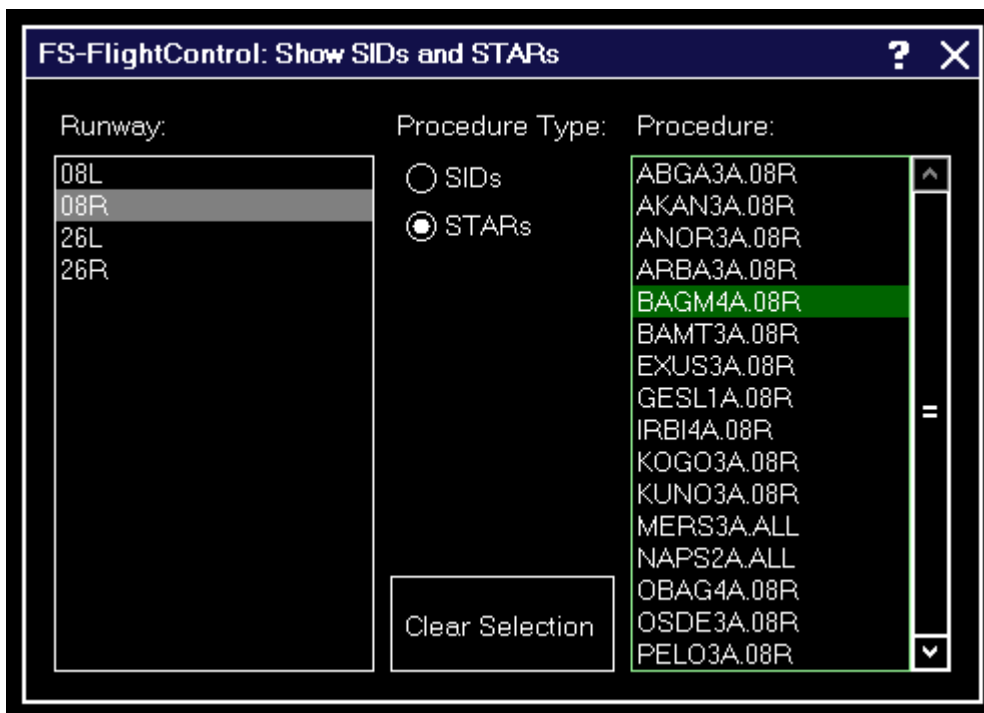 FS-FlightControl: Show SIDs and STARs ? X
Runway:
08L
08R
26L
26R
Procedure Type:
SIDs
STARs
Clear Selection
Procedure:
ABGA3A.08R
AKAN3A.08R
ANOR3A.08R
ARBA3A.08R
BAGM4A.08R
BAMT3A.08R
EXUS3A.08R
GESL1A.08R
IRBI4A.08R
KOGO3A.08R
KUNO3A.08R
MERS3A.ALL
NAPS2A.ALL
OBAG4A.08R
OSDE3A.08R
PELO3A.08R